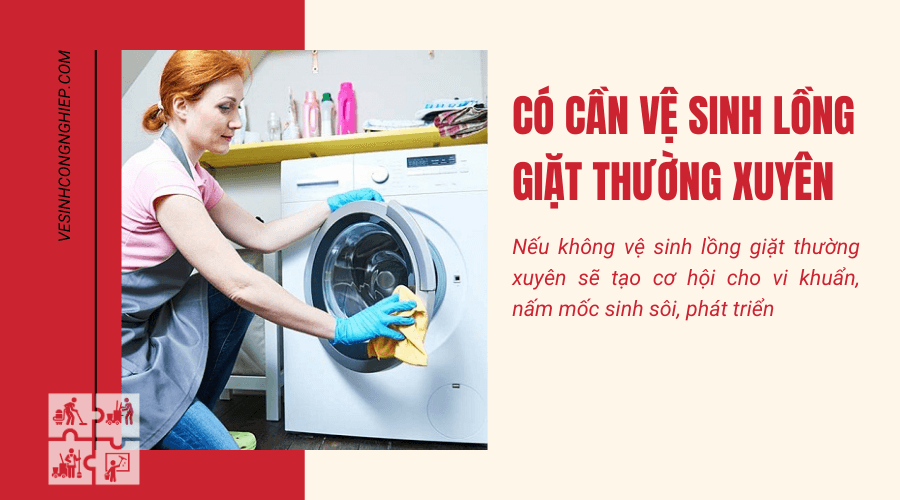 VESINHCONGNGHIEP.COM
CÓ CẦN VỆ SINH LỒNG
GIẶT THƯỜNG XUYÊN
Nếu không vệ sinh lồng giặt thường
xuyên sẽ tạo cơ hội cho vi khuẩn,
nấm mốc sinh sôi, phát triển